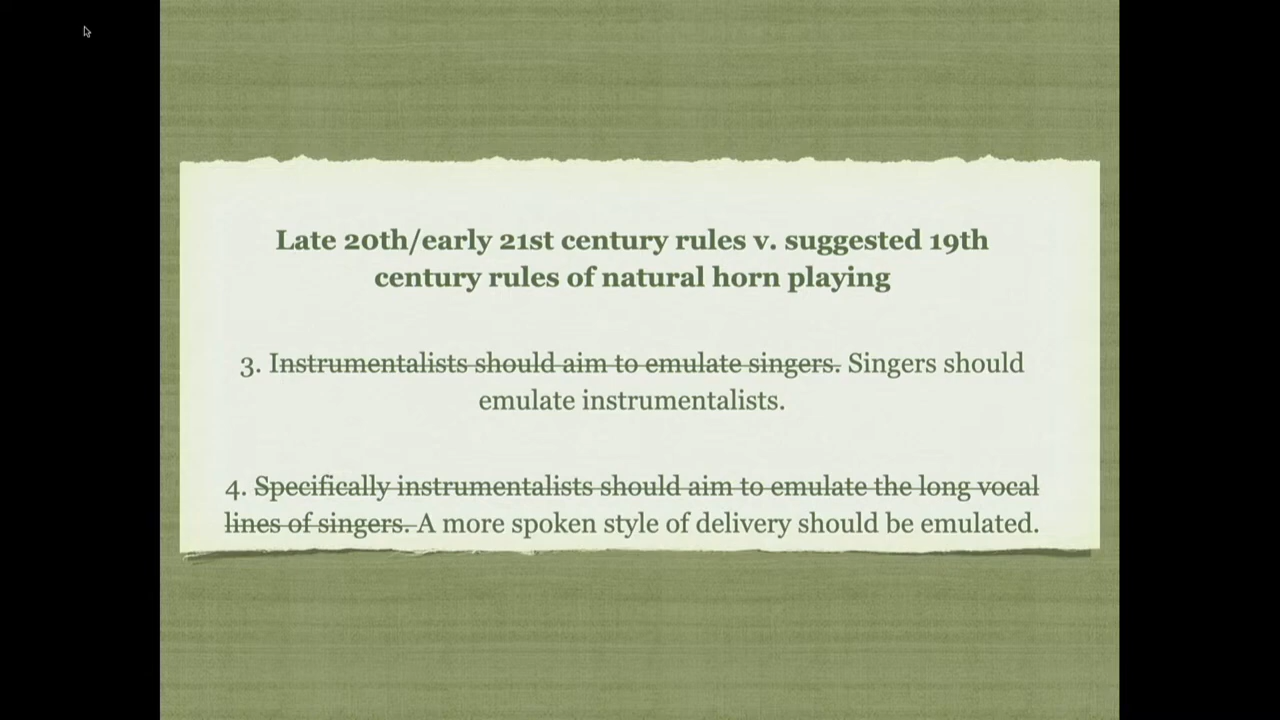 Late 20th/early 21st century rules v. suggested 19th
century rules of natural horn playing
3. Instrumentalists should aim to emulate singers. Singers should
emulate instrumentalists.
4. Specifically instrumentalists should aim to emulate the long vocal
lines of singers. A more spoken style of delivery should be emulated.